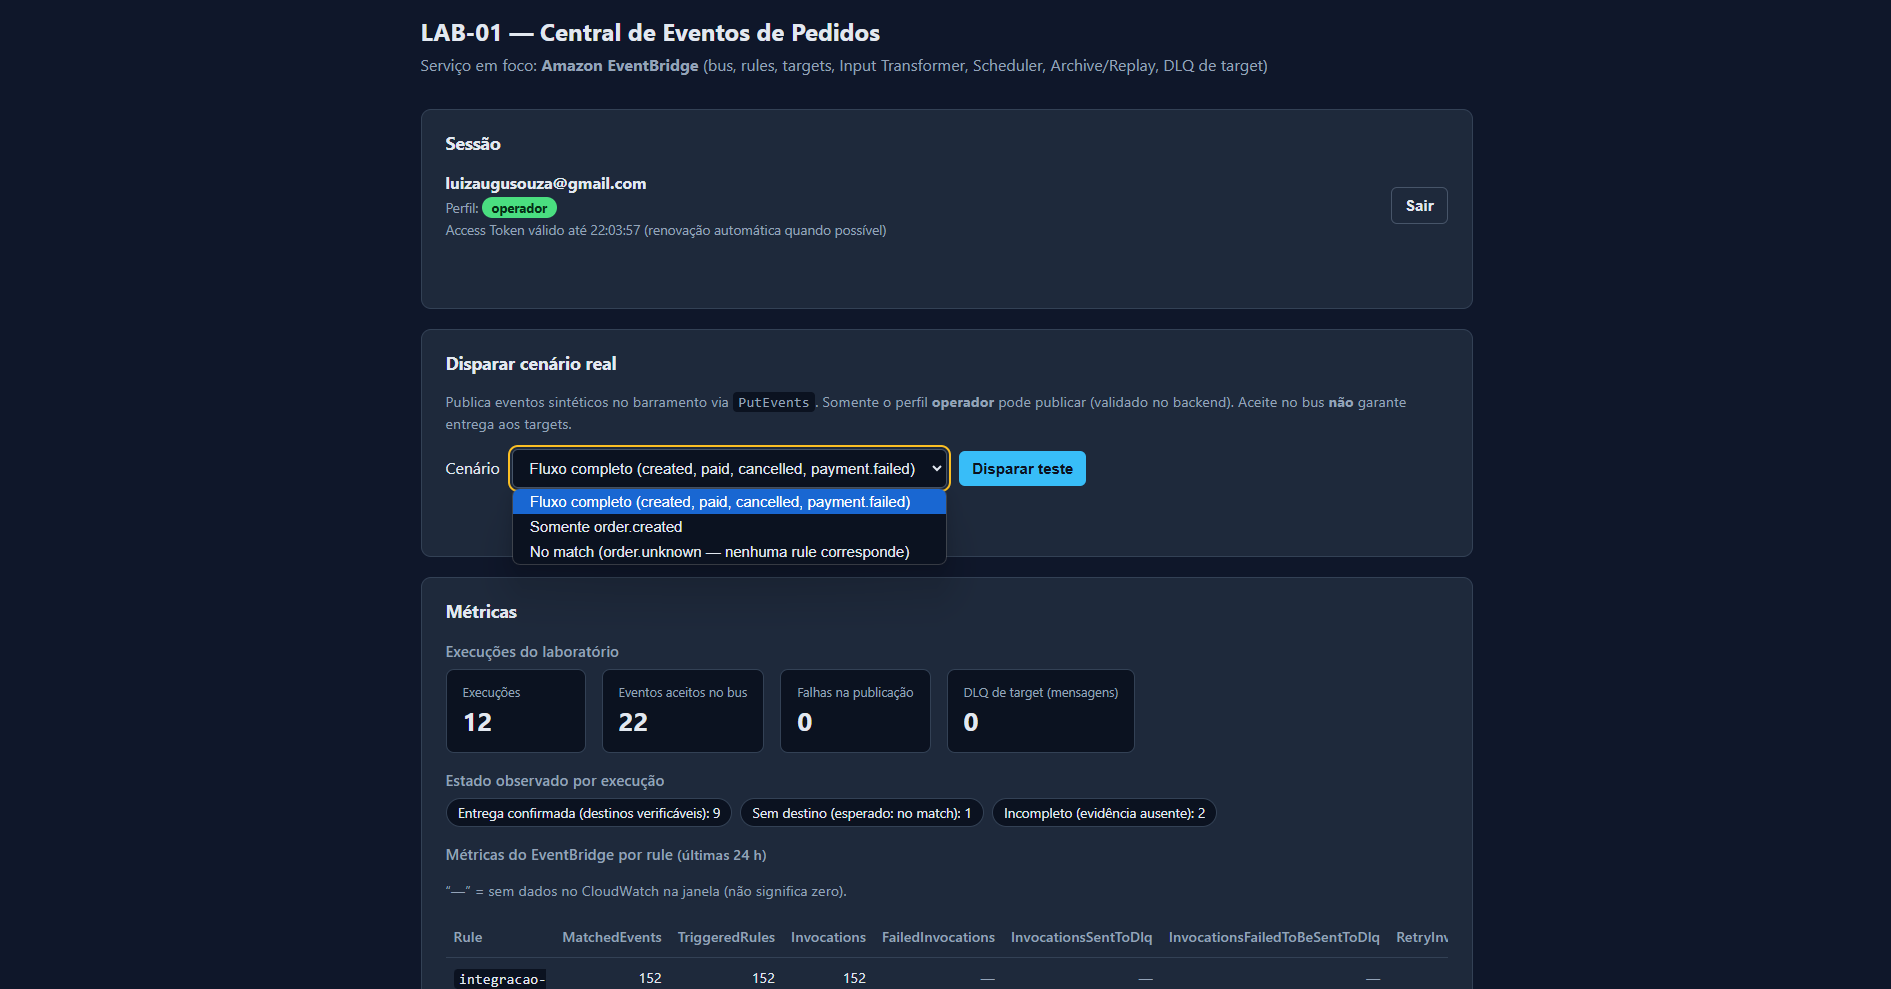 LAB-01 — Central de Eventos de Pedidos
Serviço em foco: Amazon EventBridge (bus, rules, targets, Input Transformer, Scheduler, Archive/Replay, DLQ de target)
Sessão
luizaugusouza@gmail.com
Perfil: operador
Access Token válido até 22:03:57 (renovação automática quando possível)
Sair
Disparar cenário real
Publica eventos sintéticos no barramento via PutEvents. Somente o perfil operador pode publicar (validado no backend). Aceite no bus não garante
entrega aos targets.
Cenário Fluxo completo (created, paid, cancelled, payment.failed) Disparar teste
Fluxo completo (created, paid, cancelled, payment.failed)
Somente order.created
No match (order.unknown — nenhuma rule corresponde)
Métricas
Execuções do laboratório
Execuções Eventos aceitos no bus Falhas na publicação DLQ de target (mensagens)
12 22 0 0
Estado observado por execução
Entrega confirmada (destinos verificáveis): 9 Sem destino (esperado: no match): 1 Incompleto (evidência ausente): 2
Métricas do EventBridge por rule (últimas 24 h)
“—” = sem dados no CloudWatch na janela (não significa zero).
Rule MatchedEvents TriggeredRules Invocations FailedInvocations InvocationsSentToDlq InvocationsFailedToBeSentToDlq RetryInv
integracao- 152 152 152 — — —